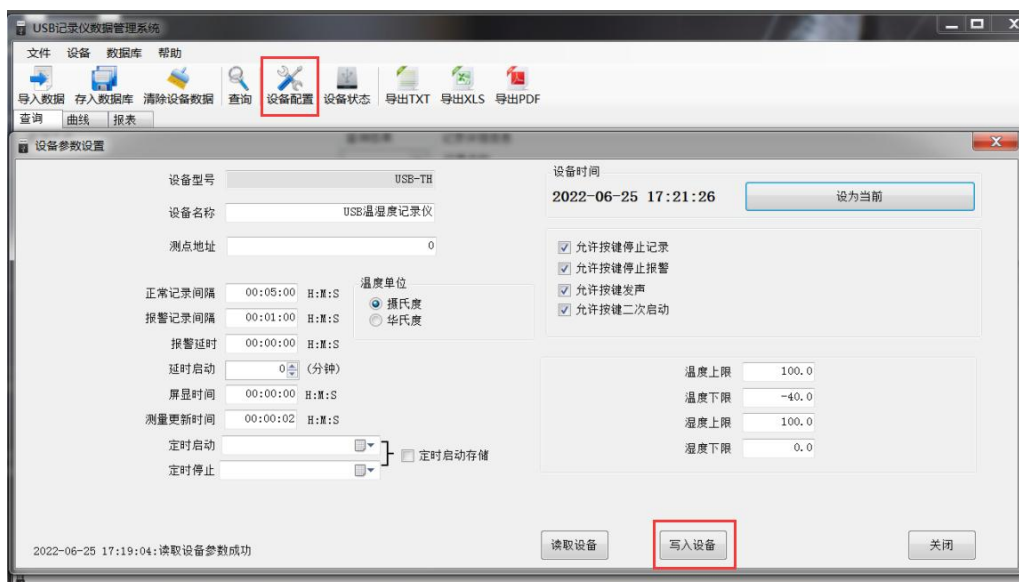 USB记录仪数据管理系统
文件 设备 数据库 帮助
导入数据 存入数据库 清除设备数据 查询 设备配置 设备状态 导出TXT 导出XLS 导出PDF
查询 曲线 报表
设备参数设置
设备型号 USB-TH
设备名称 USB温湿度记录仪
测点地址 0
正常记录间隔 00:05:00 H:M:S
报警记录间隔 00:01:00 H:M:S
报警延时 00:00:00 H:M:S
延时启动 0 (分钟)
屏显时间 00:00:00 H:M:S
测量更新时间 00:00:02 H:M:S
定时启动
定时停止
定时启动存储
温度单位
摄氏度
华氏度
设备时间
2022-06-25 17:21:26 设为当前
允许按键停止记录
允许按键停止报警
允许按键发声
允许按键二次启动
温度上限 100.0
温度下限 -40.0
湿度上限 100.0
湿度下限 0.0
2022-06-25 17:19:04:读取设备参数成功
读取设备 写入设备 关闭